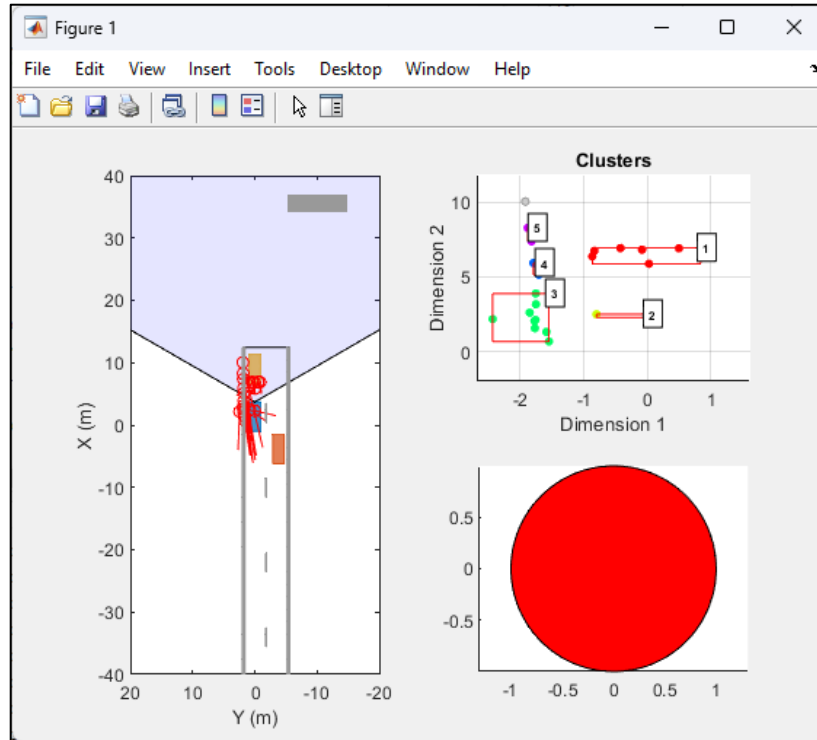 Figure 1
File Edit View Insert Tools Desktop Window Help
40
30
20
10
0
-10
-20
-30
-40
20 10 0 -10 -20
X (m)
Y (m)
Clusters
10
5
0
-2 -1 0 1
Dimension 2
Dimension 1
5
4
3
1
2
0.5
0
-0.5
-1 -0.5 0 0.5 1